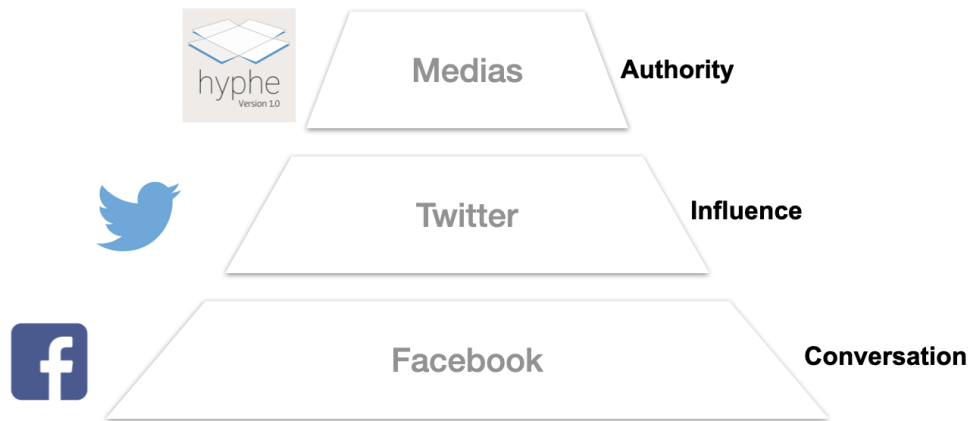 hyphe
Version 1.0
Medias
Authority
Twitter
Influence
Facebook
Conversation